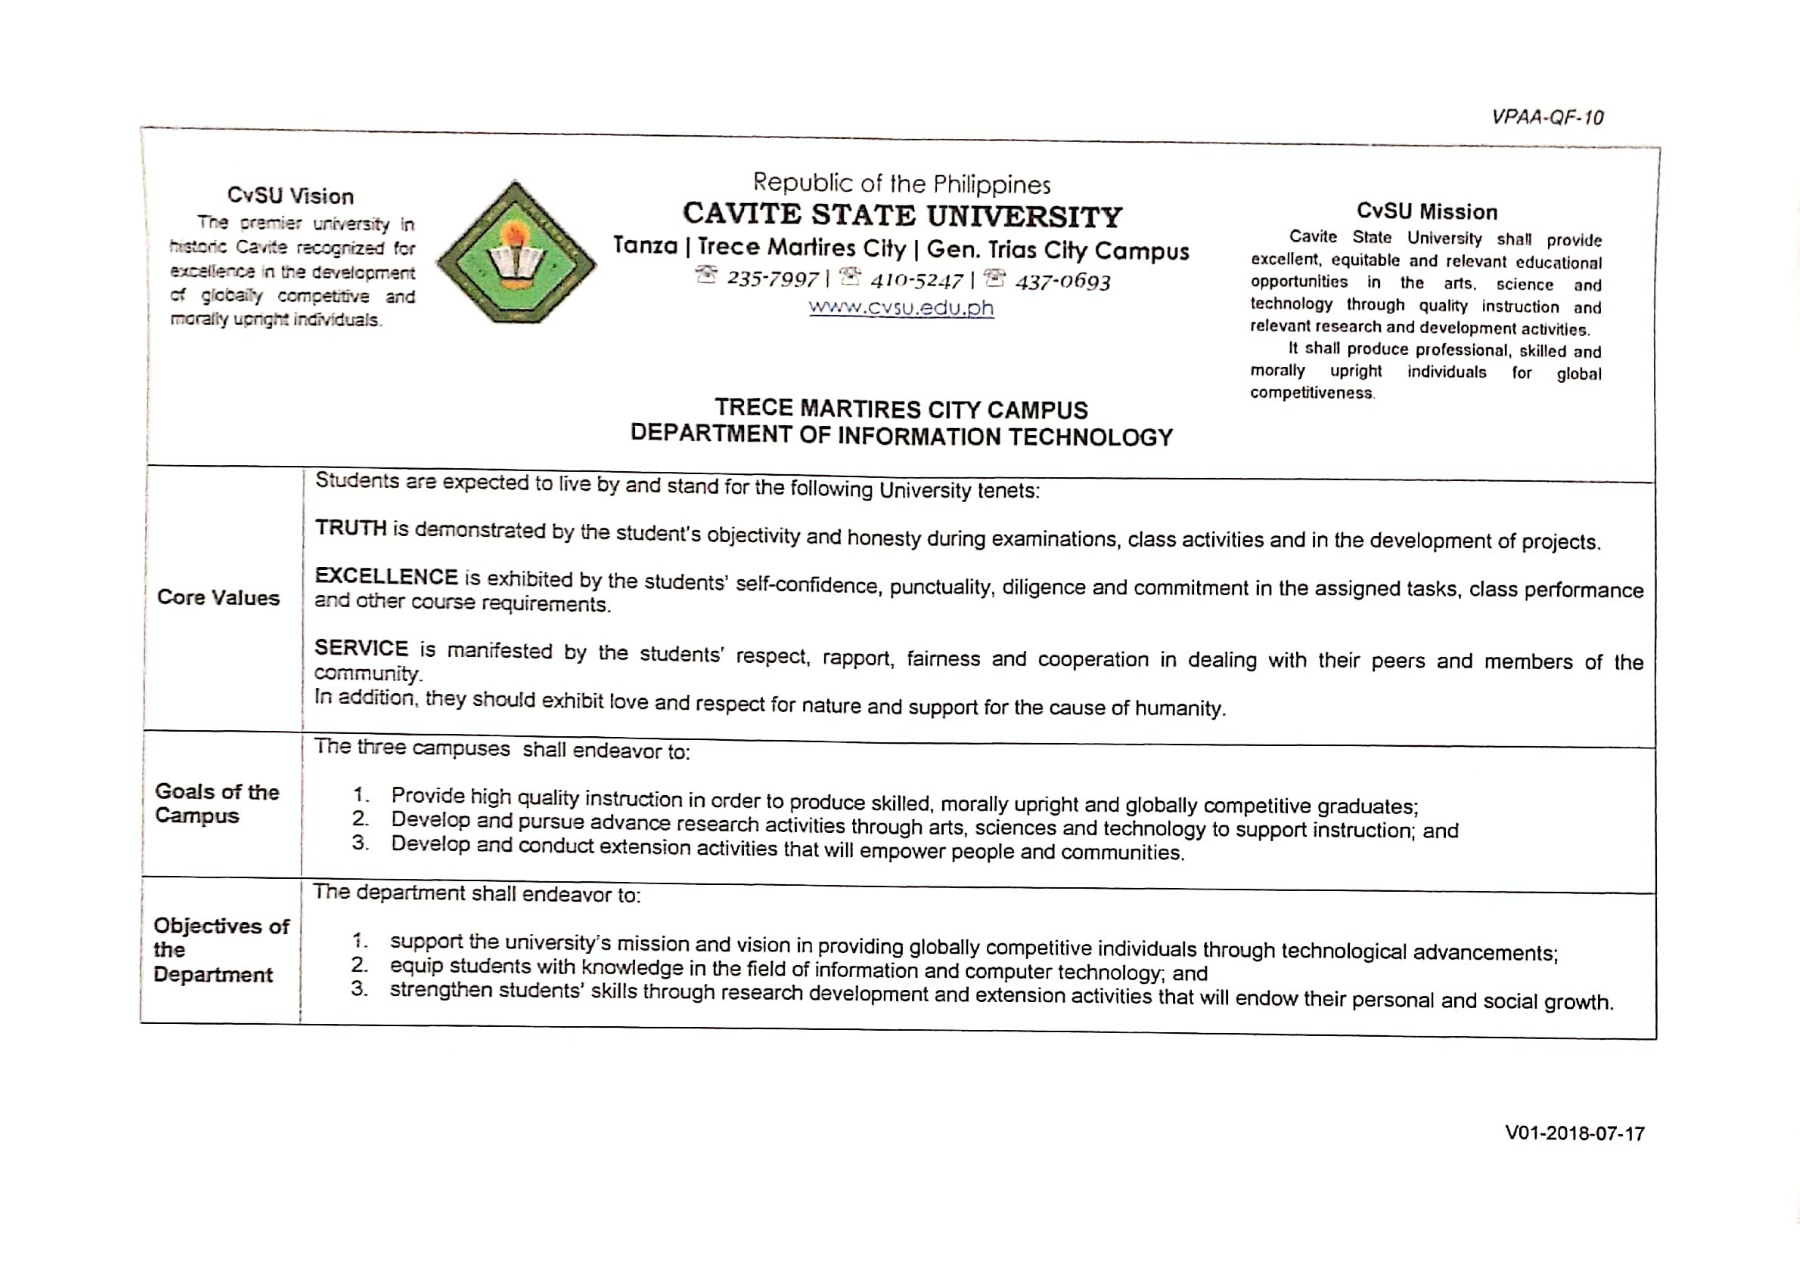 VPAA-QF-10
CvSU Vision
The premier university in
historic Cavite recognized for
excellence in the development
of globally competitive and
morally upright individuals.
Republic of the Philippines
CAVITE STATE UNIVERSITY
Tanza | Trece Martires City | Gen. Trias City Campus
☏ 235-7997 | ☏ 410-5247 | ☏ 437-0693
www.cvsu.edu.ph
CvSU Mission
Cavite State University shall provide
excellent, equitable and relevant educational
opportunities in the arts, science and
technology through quality instruction and
relevant research and development activities.
It shall produce professional, skilled and
morally upright individuals for global
competitiveness.
TRECE MARTIRES CITY CAMPUS
DEPARTMENT OF INFORMATION TECHNOLOGY
Core Values
Students are expected to live by and stand for the following University tenets:
TRUTH is demonstrated by the student's objectivity and honesty during examinations, class activities and in the development of projects.
EXCELLENCE is exhibited by the students' self-confidence, punctuality, diligence and commitment in the assigned tasks, class performance
and other course requirements.
SERVICE is manifested by the students' respect, rapport, fairness and cooperation in dealing with their peers and members of the
community.
In addition, they should exhibit love and respect for nature and support for the cause of humanity.
Goals of the
Campus
The three campuses shall endeavor to:
1. Provide high quality instruction in order to produce skilled, morally upright and globally competitive graduates;
2. Develop and pursue advance research activities through arts, sciences and technology to support instruction; and
3. Develop and conduct extension activities that will empower people and communities.
Objectives of
the
Department
The department shall endeavor to:
1. support the university's mission and vision in providing globally competitive individuals through technological advancements;
2. equip students with knowledge in the field of information and computer technology; and
3. strengthen students' skills through research development and extension activities that will endow their personal and social growth.
V01-2018-07-17